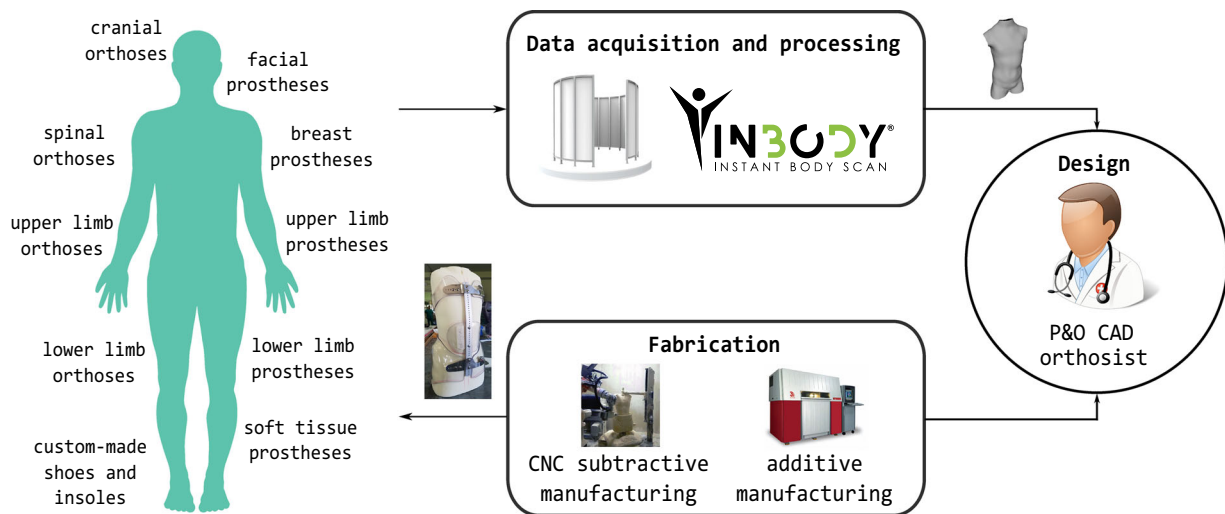 cranial
orthoses
facial
prostheses
spinal
orthoses
breast
prostheses
upper limb
orthoses
upper limb
prostheses
lower limb
orthoses
lower limb
prostheses
custom-made
shoes and
insoles
soft tissue
prostheses
Data acquisition and processing
INBODY®
INSTANT BODY SCAN
Design
P&O CAD
orthosist
Fabrication
CNC subtractive
manufacturing
additive
manufacturing